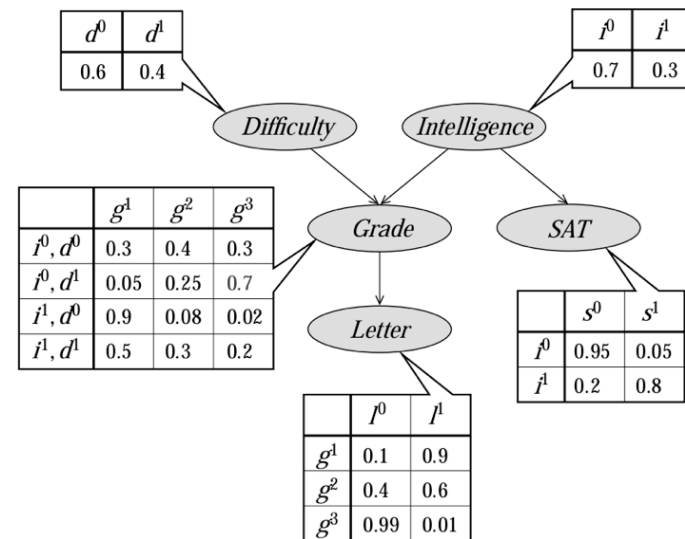 d⁰ d¹
0.6 0.4
i⁰ i¹
0.7 0.3
Difficulty
Intelligence
Grade
SAT
Letter
g¹ g² g³
i⁰, d⁰ 0.3 0.4 0.3
i⁰, d¹ 0.05 0.25 0.7
i¹, d⁰ 0.9 0.08 0.02
i¹, d¹ 0.5 0.3 0.2
s⁰ s¹
i⁰ 0.95 0.05
i¹ 0.2 0.8
l⁰ l¹
g¹ 0.1 0.9
g² 0.4 0.6
g³ 0.99 0.01